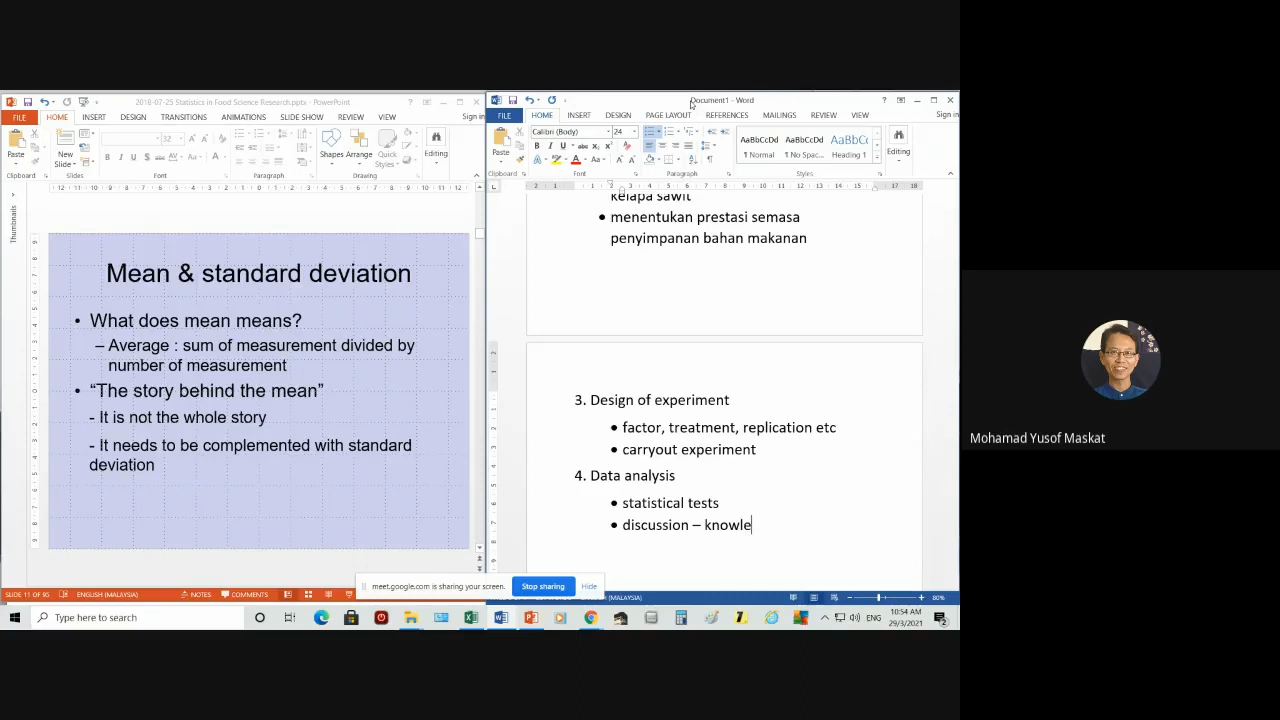 2018-07-25 Statistics in Food Science Research.pptx - PowerPoint
Sign in
FILE HOME INSERT DESIGN TRANSITIONS ANIMATIONS SLIDE SHOW REVIEW VIEW
32
Paste
New Slide
Shapes Arrange Quick Styles
Editing
Clipboard Slides Font Paragraph Drawing
Thumbnails
Mean & standard deviation
• What does mean means?
– Average : sum of measurement divided by
number of measurement
• “The story behind the mean”
- It is not the whole story
- It needs to be complemented with standard
deviation
SLIDE 11 OF 95 ENGLISH (MALAYSIA) NOTES COMMENTS
Document1 - Word
Sign in
FILE HOME INSERT DESIGN PAGE LAYOUT REFERENCES MAILINGS REVIEW VIEW
Calibri (Body) 24
Paste
AaBbCcDd AaBbCcDd AaBbC(
¶ Normal ¶ No Spac... Heading 1
Editing
Clipboard Font Paragraph Styles
kelapa sawit
• menentukan prestasi semasa
penyimpanan bahan makanan
3. Design of experiment
• factor, treatment, replication etc
• carryout experiment
4. Data analysis
• statistical tests
• discussion – knowle
(MALAYSIA) 80%
meet.google.com is sharing your screen. Stop sharing Hide
Type here to search
ENG
10:54 AM
29/3/2021
2
Mohamad Yusof Maskat